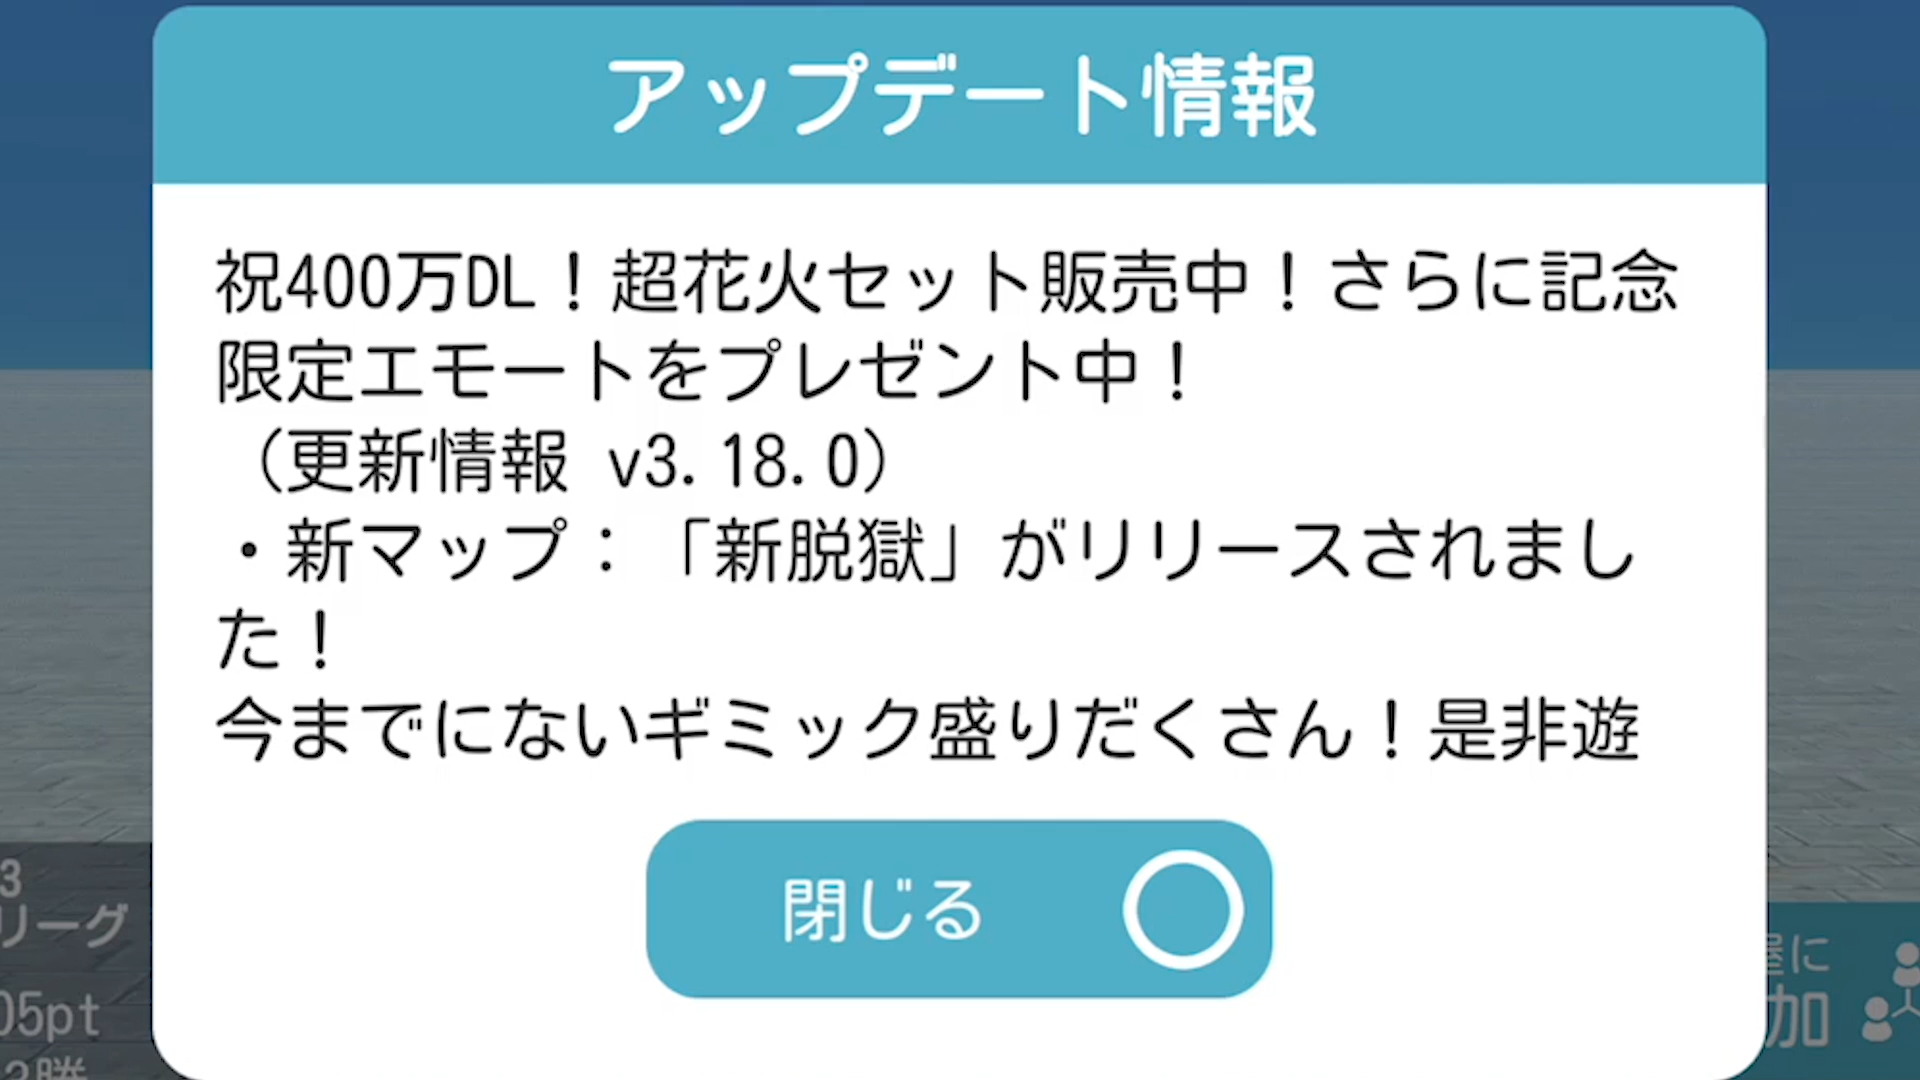 アップデート情報
祝400万DL！超花火セット販売中！さらに記念
限定エモートをプレゼント中！
（更新情報 v3.18.0）
・新マップ：「新脱獄」がリリースされまし
た！
今までにないギミック盛りだくさん！是非遊
閉じる
3
リーグ
05pt
屋に
加